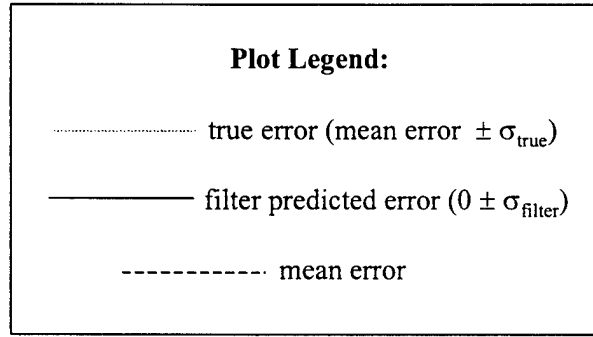 Plot Legend:
true error (mean error ± σtrue)
filter predicted error (0 ± σfilter)
mean error